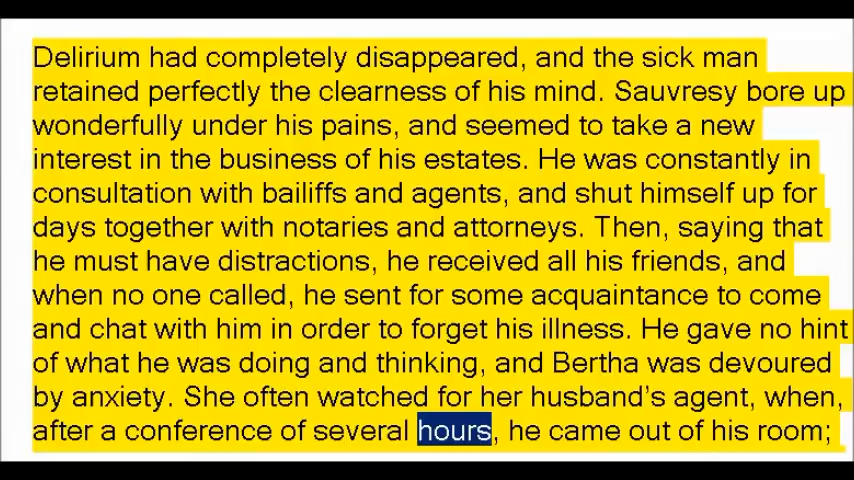 Delirium had completely disappeared, and the sick man
retained perfectly the clearness of his mind. Sauvresy bore up
wonderfully under his pains, and seemed to take a new
interest in the business of his estates. He was constantly in
consultation with bailiffs and agents, and shut himself up for
days together with notaries and attorneys. Then, saying that
he must have distractions, he received all his friends, and
when no one called, he sent for some acquaintance to come
and chat with him in order to forget his illness. He gave no hint
of what he was doing and thinking, and Bertha was devoured
by anxiety. She often watched for her husband's agent, when,
after a conference of several hours, he came out of his room;